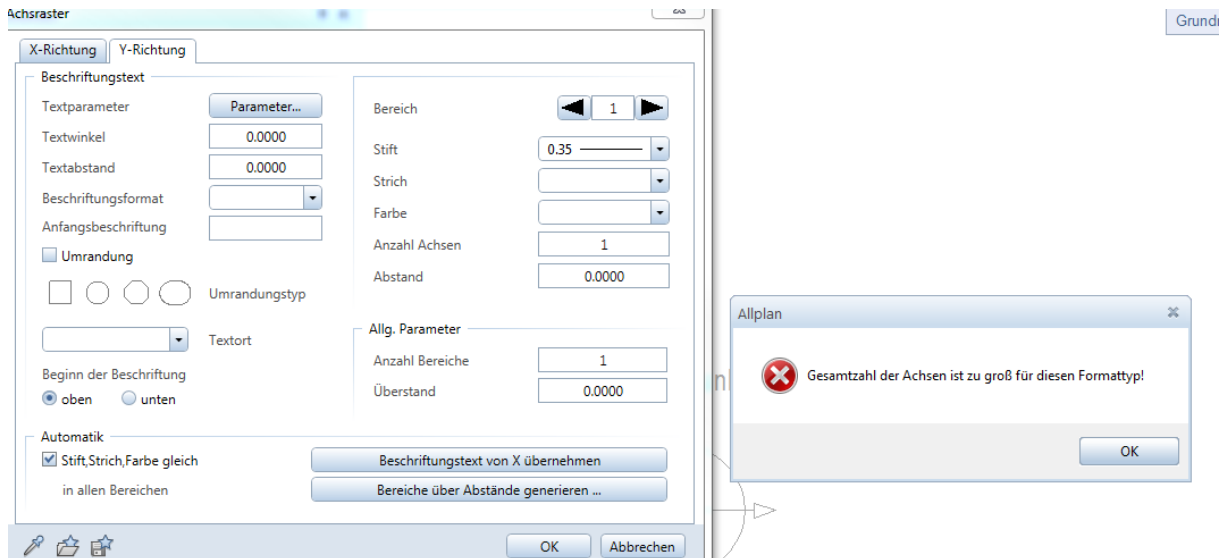 Achsraster
Grundr
X-Richtung Y-Richtung
Beschriftungstext
Textparameter Parameter...
Textwinkel 0.0000
Textabstand 0.0000
Beschriftungsformat
Anfangsbeschriftung
Umrandung
Umrandungstyp
Textort
Beginn der Beschriftung
oben unten
Bereich 1
Stift 0.35
Strich
Farbe
Anzahl Achsen 1
Abstand 0.0000
Allg. Parameter
Anzahl Bereiche 1
Überstand 0.0000
Automatik
Stift,Strich,Farbe gleich
in allen Bereichen
Beschriftungstext von X übernehmen
Bereiche über Abstände generieren ...
OK Abbrechen
Allplan
Gesamtzahl der Achsen ist zu groß für diesen Formattyp!
OK